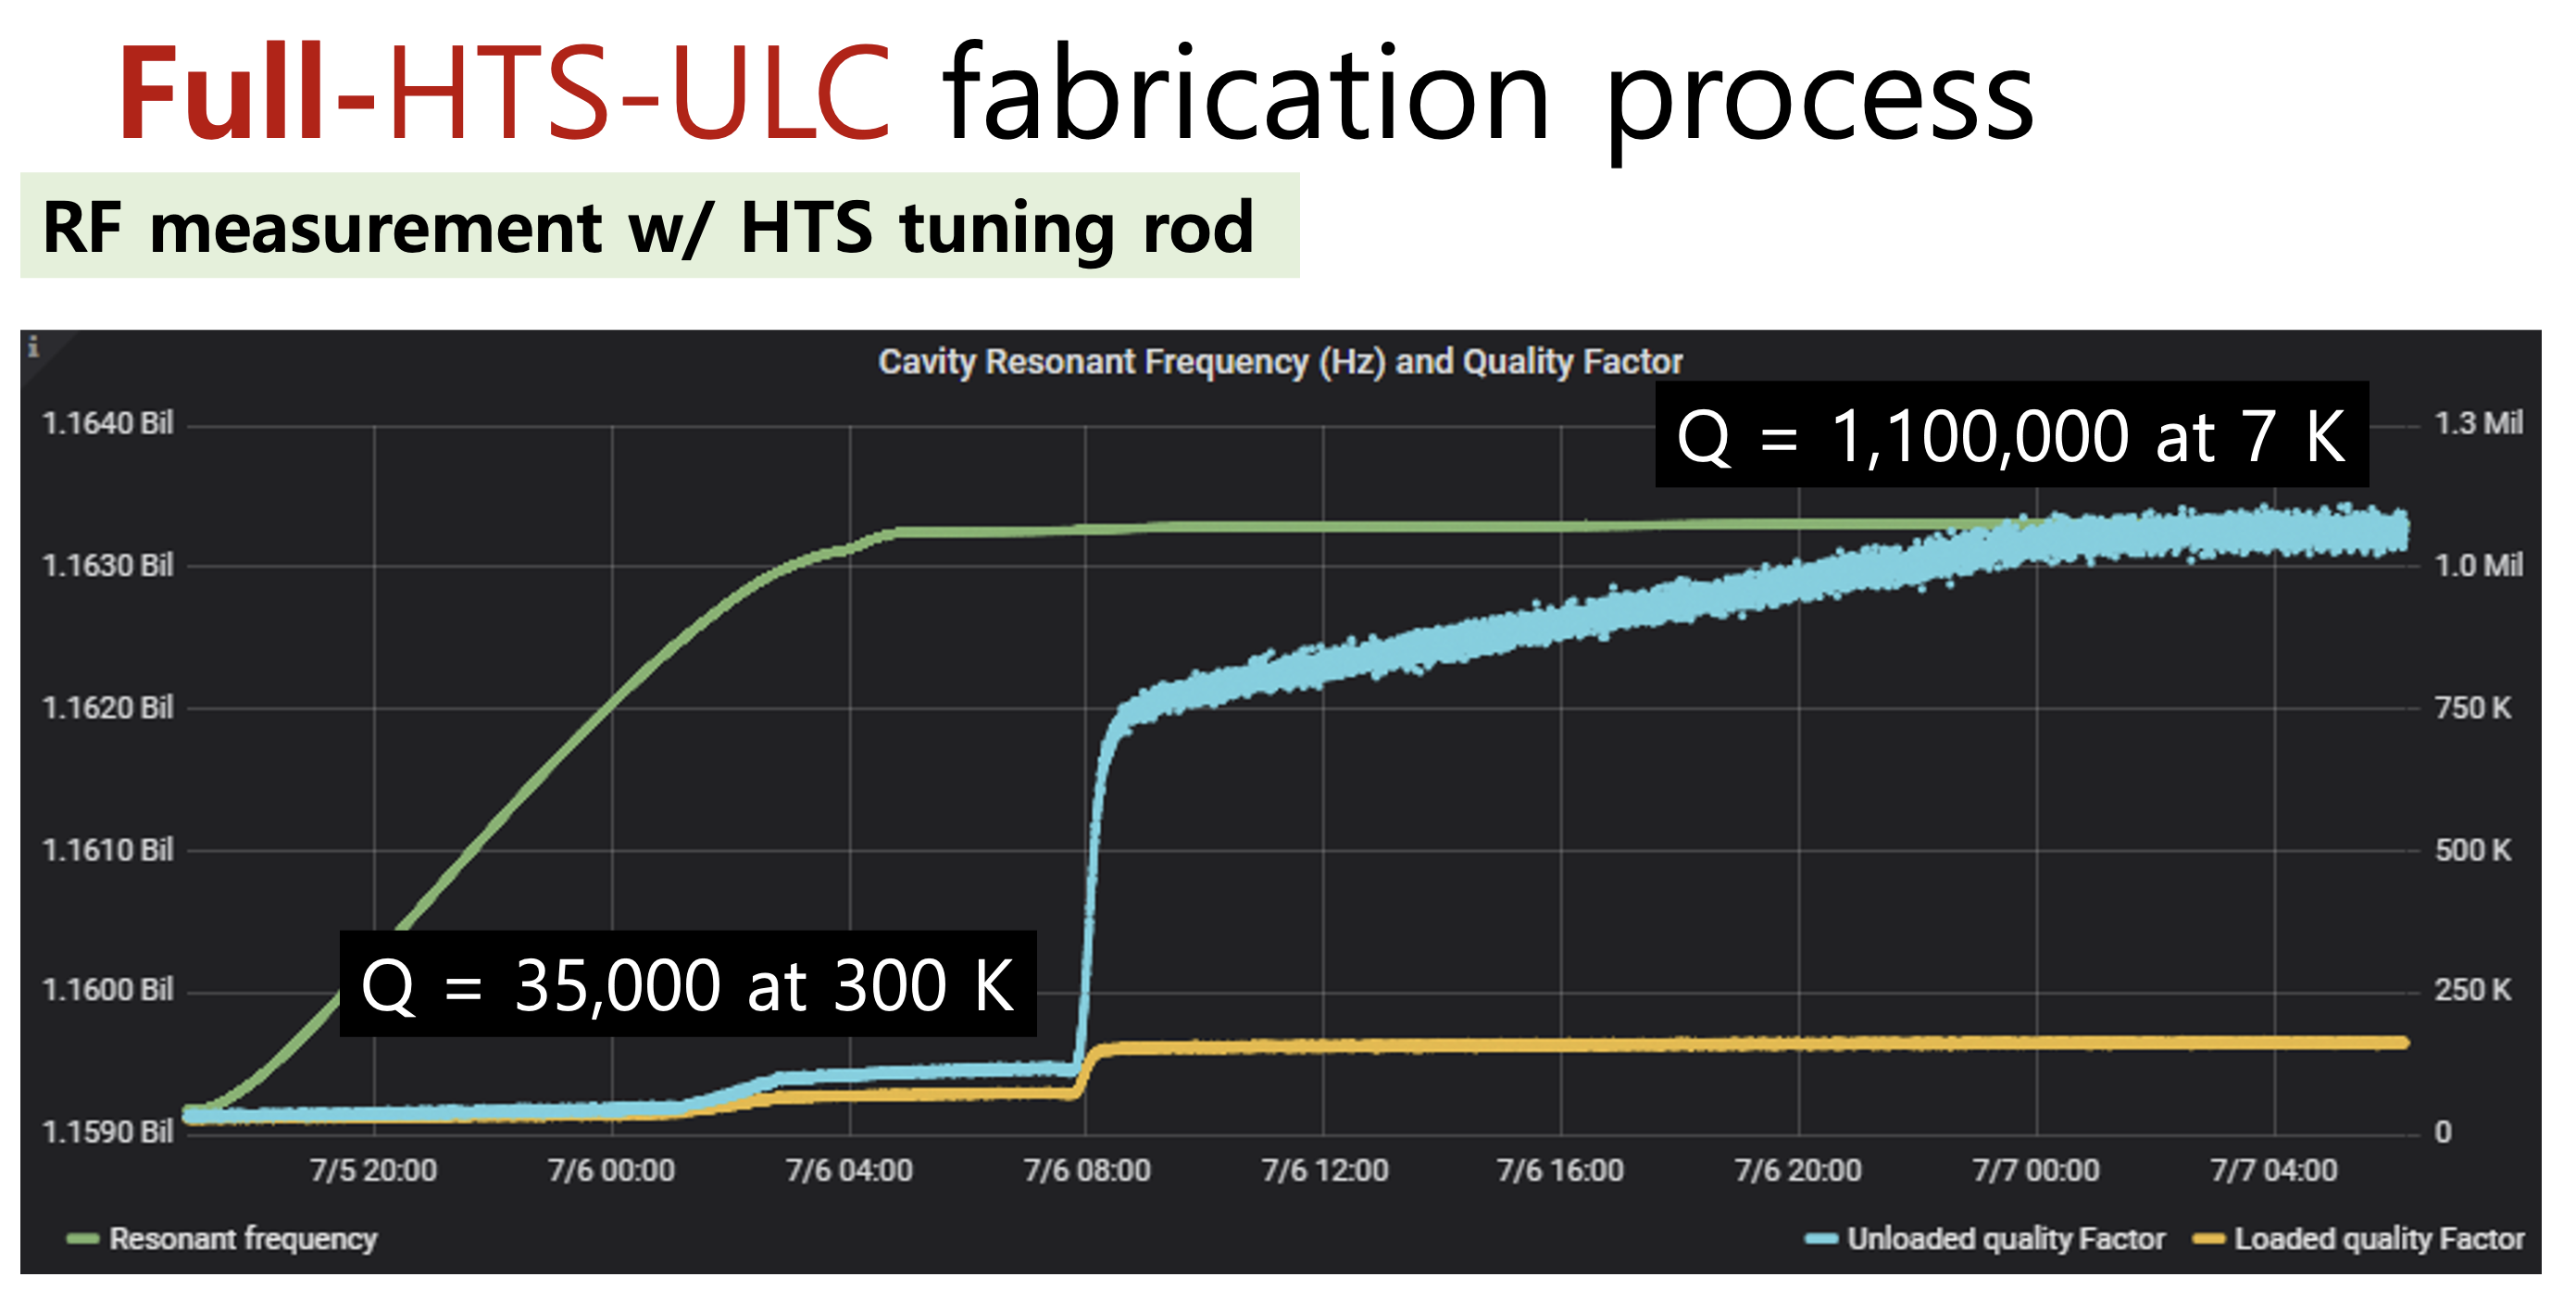 Full-HTS-ULC fabrication process
RF measurement w/ HTS tuning rod
i
Cavity Resonant Frequency (Hz) and Quality Factor
Q = 1,100,000 at 7 K
Q = 35,000 at 300 K
1.1640 Bil
1.1630 Bil
1.1620 Bil
1.1610 Bil
1.1600 Bil
1.1590 Bil
1.3 Mil
1.0 Mil
750 K
500 K
250 K
0
7/5 20:00 7/6 00:00 7/6 04:00 7/6 08:00 7/6 12:00 7/6 16:00 7/6 20:00 7/7 00:00 7/7 04:00
Resonant frequency Unloaded quality Factor Loaded quality Factor